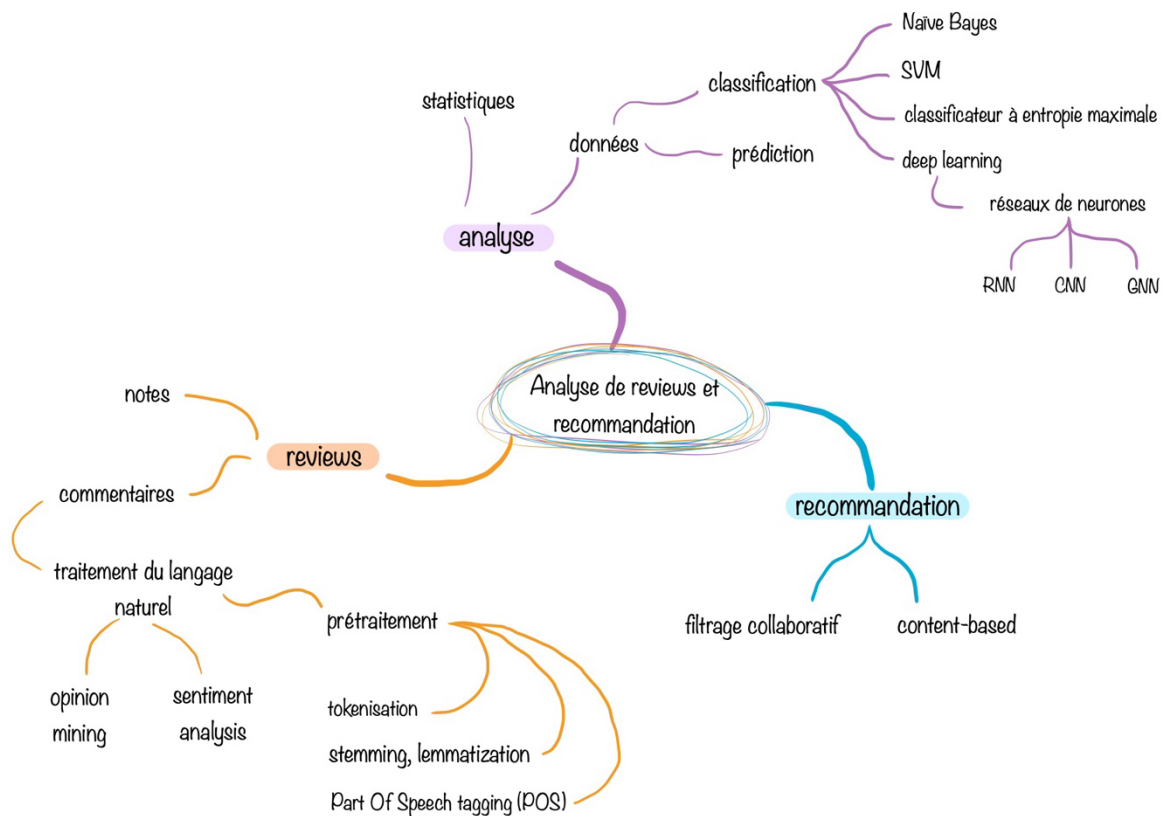 Naïve Bayes
SVM
classification
statistiques
classificateur à entropie maximale
données
prédiction
deep learning
réseaux de neurones
analyse
RNN
CNN
GNN
Analyse de reviews et
recommandation
notes
reviews
commentaires
recommandation
traitement du langage
naturel
prétraitement
filtrage collaboratif
content-based
opinion
mining
sentiment
analysis
tokenisation
stemming, lemmatization
Part Of Speech tagging (POS)